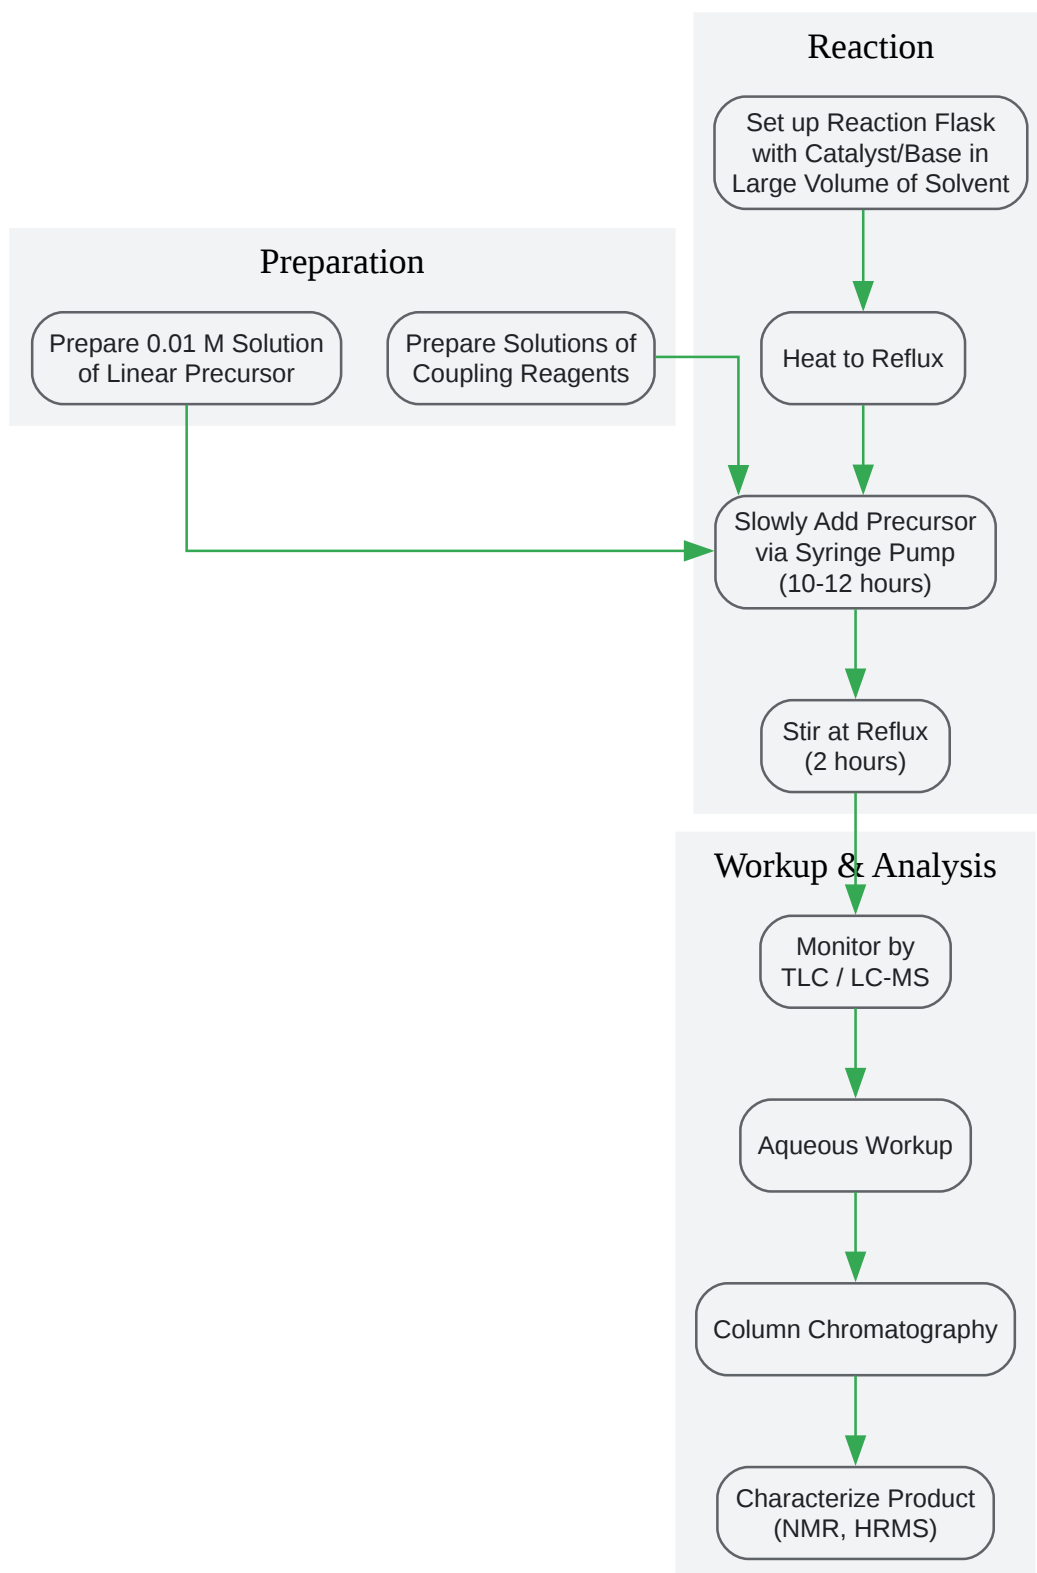 Reaction
Set up Reaction Flask
with Catalyst/Base in
Large Volume of Solvent
Preparation
Prepare 0.01 M Solution
of Linear Precursor
Prepare Solutions of
Coupling Reagents
Heat to Reflux
Slowly Add Precursor
via Syringe Pump
(10-12 hours)
Stir at Reflux
(2 hours)
Workup & Analysis
Monitor by
TLC / LC-MS
Aqueous Workup
Column Chromatography
Characterize Product
(NMR, HRMS)